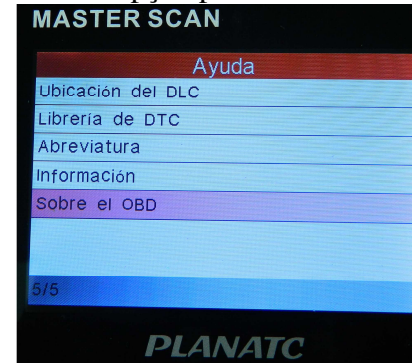 MASTER SCAN
Ayuda
Ubicación del DLC
Librería de DTC
Abreviatura
Información
Sobre el OBD
5/5
PLANATC